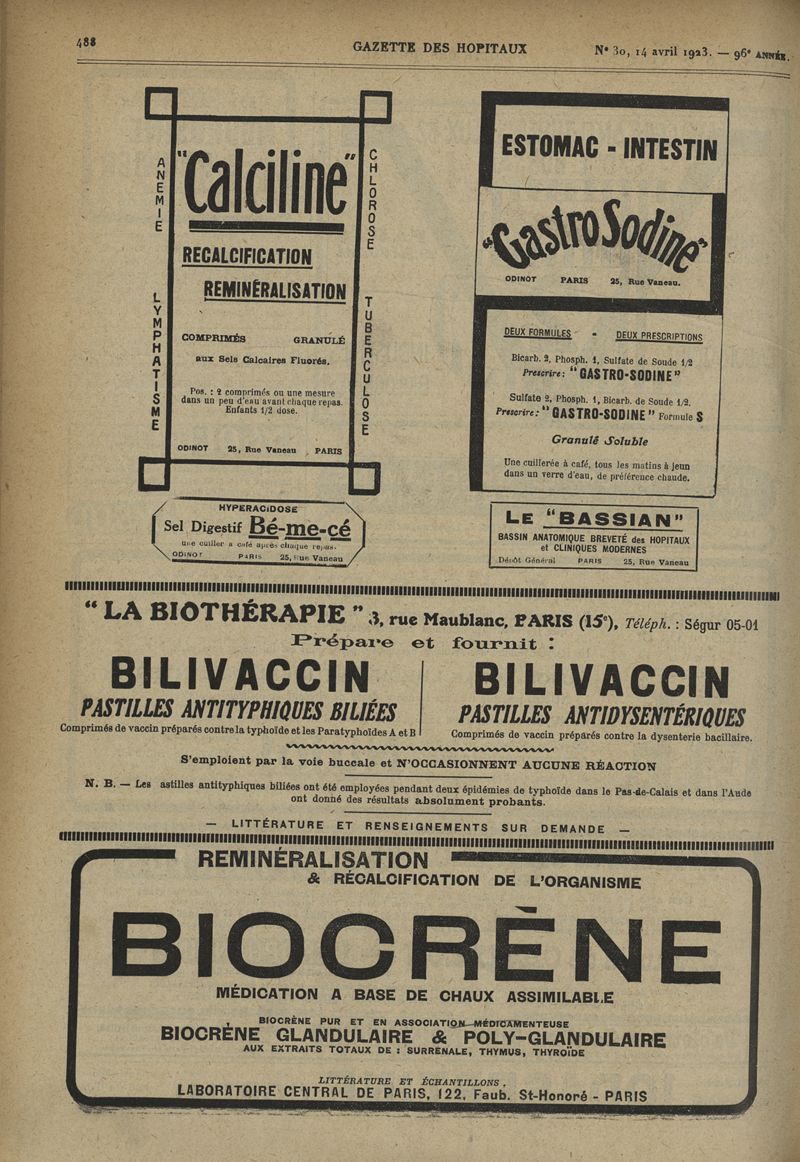 488
GAZETTE DES HOPITAUX
N° 30, 14 avril 1923. — 96e ANNÉE.
ANEMIE
LYMPHATISME
"Calciline"
RECALCIFICATION
REMINÉRALISATION
COMPRIMÉS GRANULÉ
aux Sels Calcaires Fluorés.
Pos. : 2 comprimés ou une mesure
dans un peu d'eau avant chaque repas.
Enfants 1/2 dose.
ODINOT 25, Rue Vaneau PARIS
CHLOROSE
TUBERCULOSE
HYPERACIDOSE
Sel Digestif Bé-me-cé
une cuiller a café après chaque repas.
ODINOT PARIS 25, Rue Vaneau
ESTOMAC - INTESTIN
"GastroSodine"
ODINOT PARIS 25, Rue Vaneau.
DEUX FORMULES - DEUX PRESCRIPTIONS
Bicarb. 2, Phosph. 1, Sulfate de Soude 1/2
Prescrire: "GASTRO-SODINE"
Sulfate 2, Phosph. 1, Bicarb. de Soude 1/2.
Prescrire: "GASTRO-SODINE" Formule S
Granulé Soluble
Une cuillerée à café, tous les matins à jeun
dans un verre d'eau, de préférence chaude.
LE "BASSIAN"
BASSIN ANATOMIQUE BREVETÉ des HOPITAUX
et CLINIQUES MODERNES
Dépôt Général PARIS 25, Rue Vaneau
"LA BIOTHÉRAPIE" 3, rue Maublanc, PARIS (15e), Téléph. : Ségur 05-01
Prépare et fournit :
BILIVACCIN
PASTILLES ANTITYPHIQUES BILIÉES
Comprimés de vaccin préparés contre la typhoïde et les Paratyphoïdes A et B
BILIVACCIN
PASTILLES ANTIDYSENTÉRIQUES
Comprimés de vaccin préparés contre la dysenterie bacillaire.
S'emploient par la voie buccale et N'OCCASIONNENT AUCUNE RÉACTION
N. B. — Les astilles antityphiques biliées ont été employées pendant deux épidémies de typhoïde dans le Pas-de-Calais et dans l'Aude
ont donné des résultats absolument probants.
— LITTÉRATURE ET RENSEIGNEMENTS SUR DEMANDE —
REMINÉRALISATION
& RÉCALCIFICATION DE L'ORGANISME
BIOCRÈNE
MÉDICATION A BASE DE CHAUX ASSIMILABLE
BIOCRÈNE PUR ET EN ASSOCIATION MÉDICAMENTEUSE
BIOCRÈNE GLANDULAIRE & POLY-GLANDULAIRE
AUX EXTRAITS TOTAUX DE : SURRENALE, THYMUS, THYROÏDE
LITTÉRATURE ET ÉCHANTILLONS.
LABORATOIRE CENTRAL DE PARIS, 122, Faub. St-Honoré - PARIS